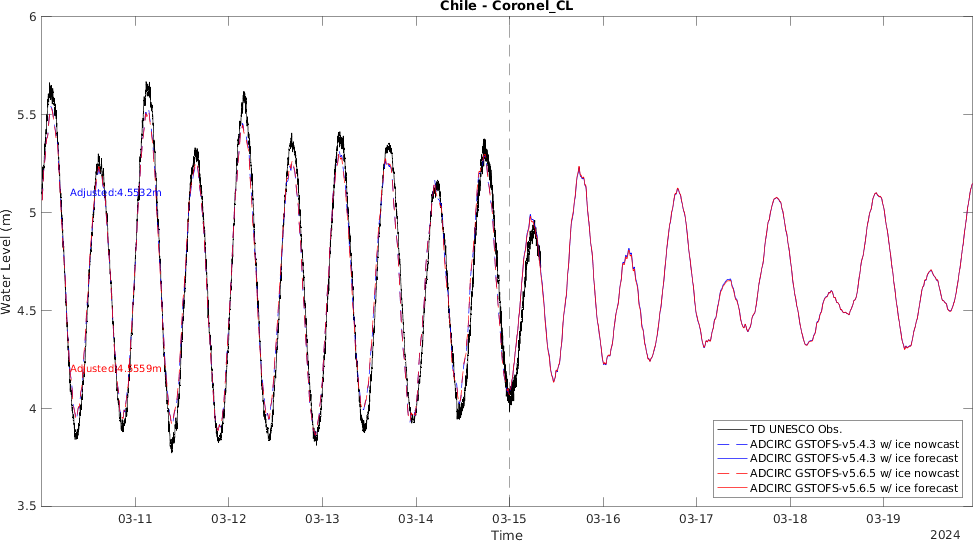 Chile - Coronel_CL
6
5.5
5
4.5
4
3.5
Water Level (m)
Adjusted:4.5532m
Adjusted:4.5559m
TD UNESCO Obs.
ADCIRC GSTOFS-v5.4.3 w/ ice nowcast
ADCIRC GSTOFS-v5.4.3 w/ ice forecast
ADCIRC GSTOFS-v5.6.5 w/ ice nowcast
ADCIRC GSTOFS-v5.6.5 w/ ice forecast
03-11 03-12 03-13 03-14 03-15 03-16 03-17 03-18 03-19
Time
2024